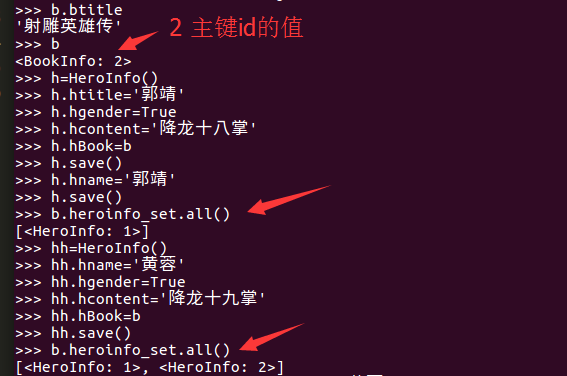 >>> b.btitle
'射雕英雄传'
2 主键id的值
>>> b
<BookInfo: 2>
>>> h=HeroInfo()
>>> h.htitle='郭靖'
>>> h.hgender=True
>>> h.hcontent='降龙十八掌'
>>> h.hBook=b
>>> h.save()
>>> h.hname='郭靖'
>>> h.save()
>>> b.heroinfo_set.all()
[<HeroInfo: 1>]
>>> hh=HeroInfo()
>>> hh.hname='黄蓉'
>>> hh.hgender=True
>>> hh.hcontent='降龙十九掌'
>>> hh.hBook=b
>>> hh.save()
>>> b.heroinfo_set.all()
[<HeroInfo: 1>, <HeroInfo: 2>]